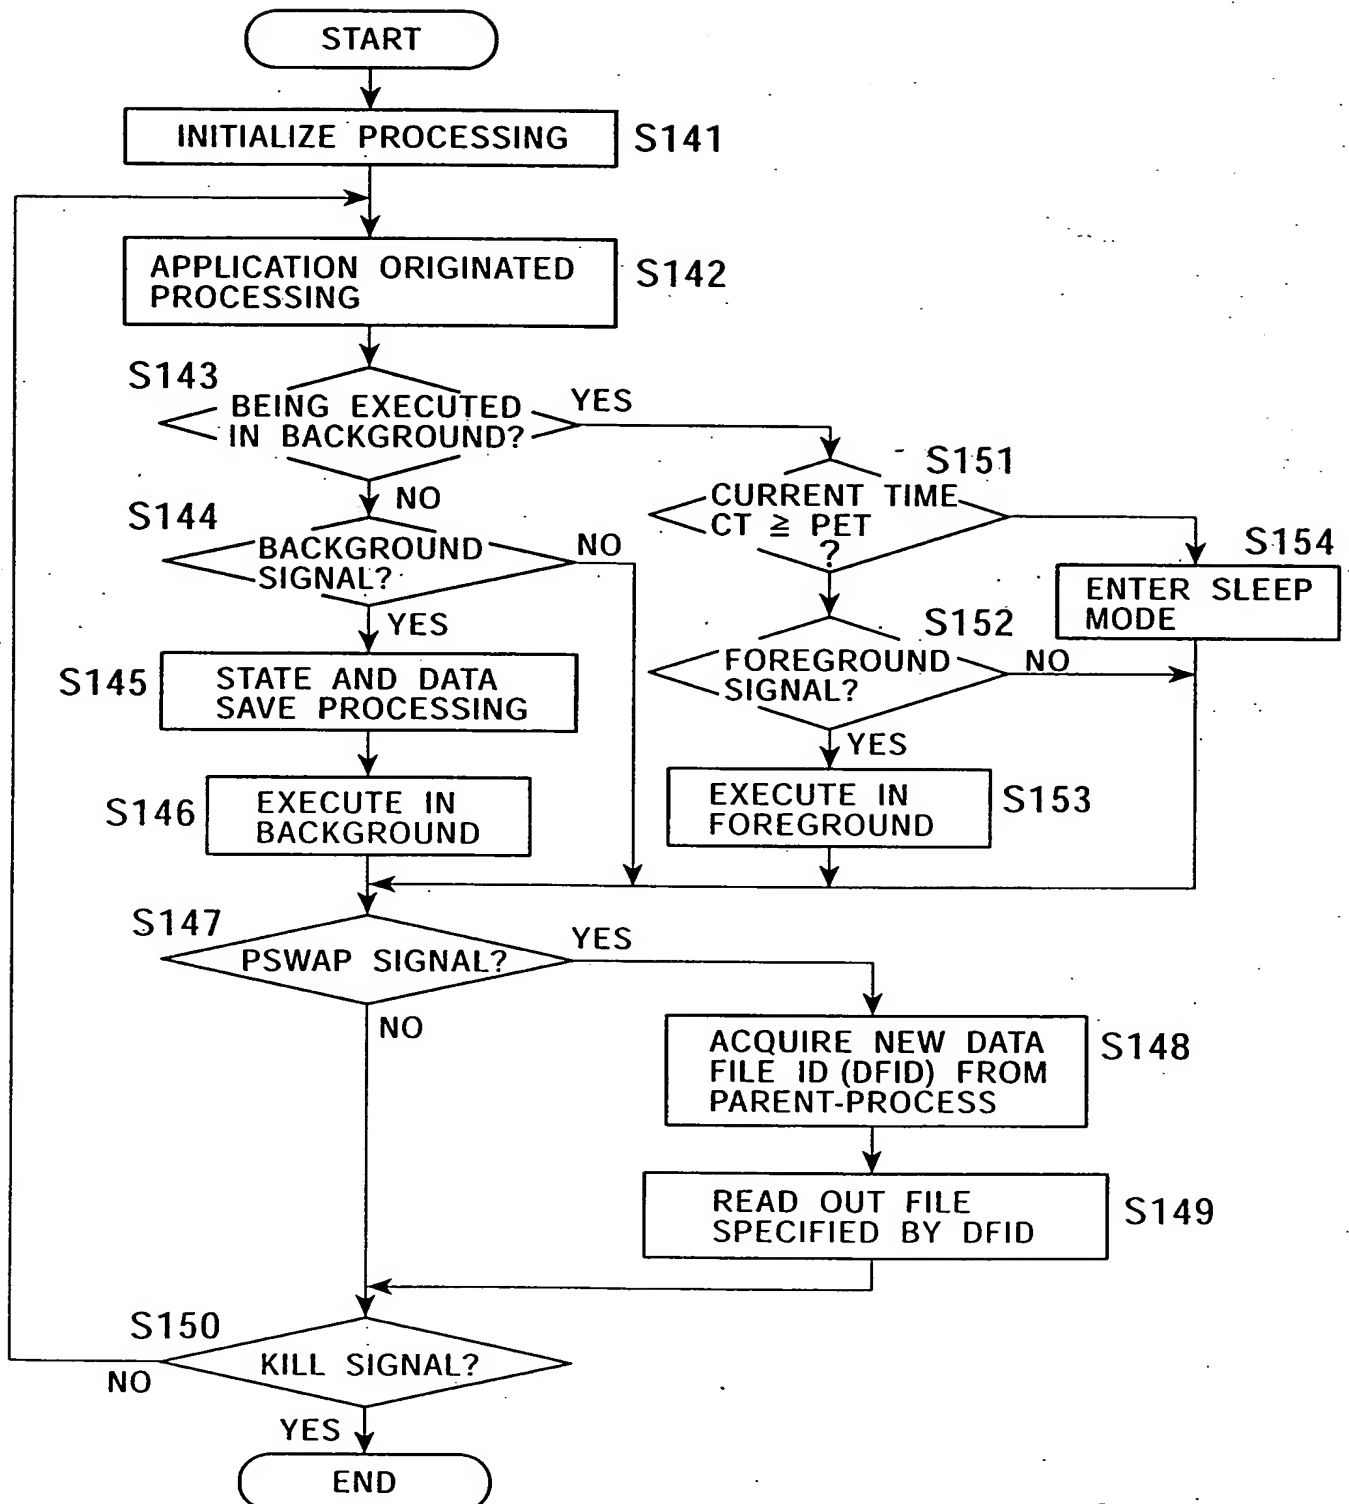 START
INITIALIZE PROCESSING
S141
APPLICATION ORIGINATED
PROCESSING
S142
S143
BEING EXECUTED
IN BACKGROUND?
YES
NO
S144
BACKGROUND
SIGNAL?
NO
YES
S145
STATE AND DATA
SAVE PROCESSING
S146
EXECUTE IN
BACKGROUND
S151
CURRENT TIME
CT ≧ PET
?
S154
ENTER SLEEP
MODE
S152
FOREGROUND
SIGNAL?
NO
YES
EXECUTE IN
FOREGROUND
S153
S147
PSWAP SIGNAL?
YES
NO
ACQUIRE NEW DATA
FILE ID (DFID) FROM
PARENT-PROCESS
S148
READ OUT FILE
SPECIFIED BY DFID
S149
S150
KILL SIGNAL?
NO
YES
END